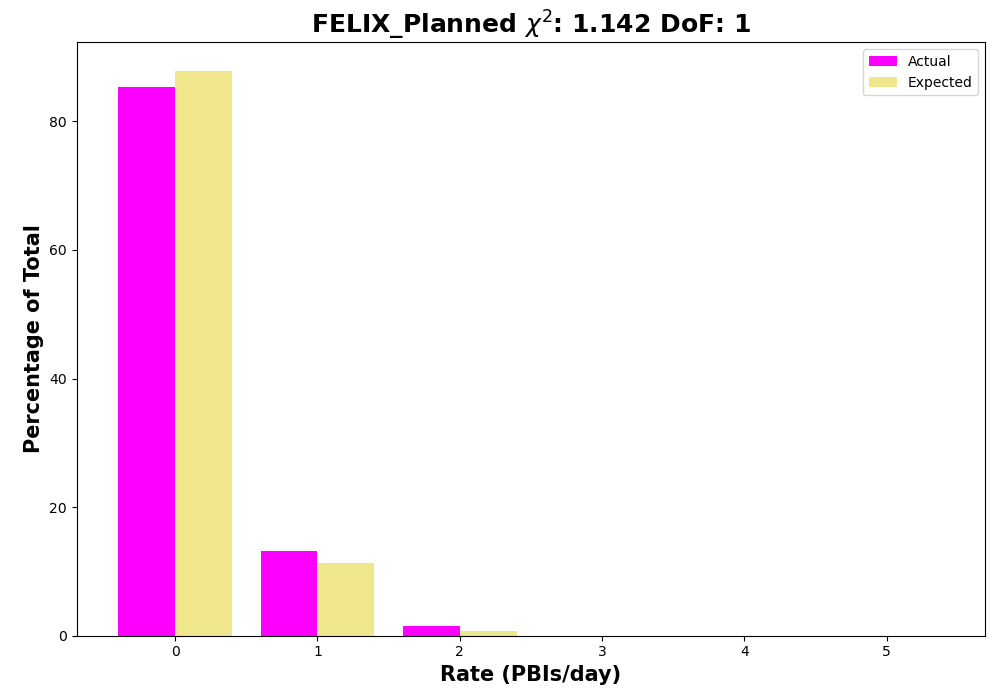 FELIX_Planned χ²: 1.142 DoF: 1
Actual
Expected
Percentage of Total
80
60
40
20
0
0 1 2 3 4 5
Rate (PBIs/day)